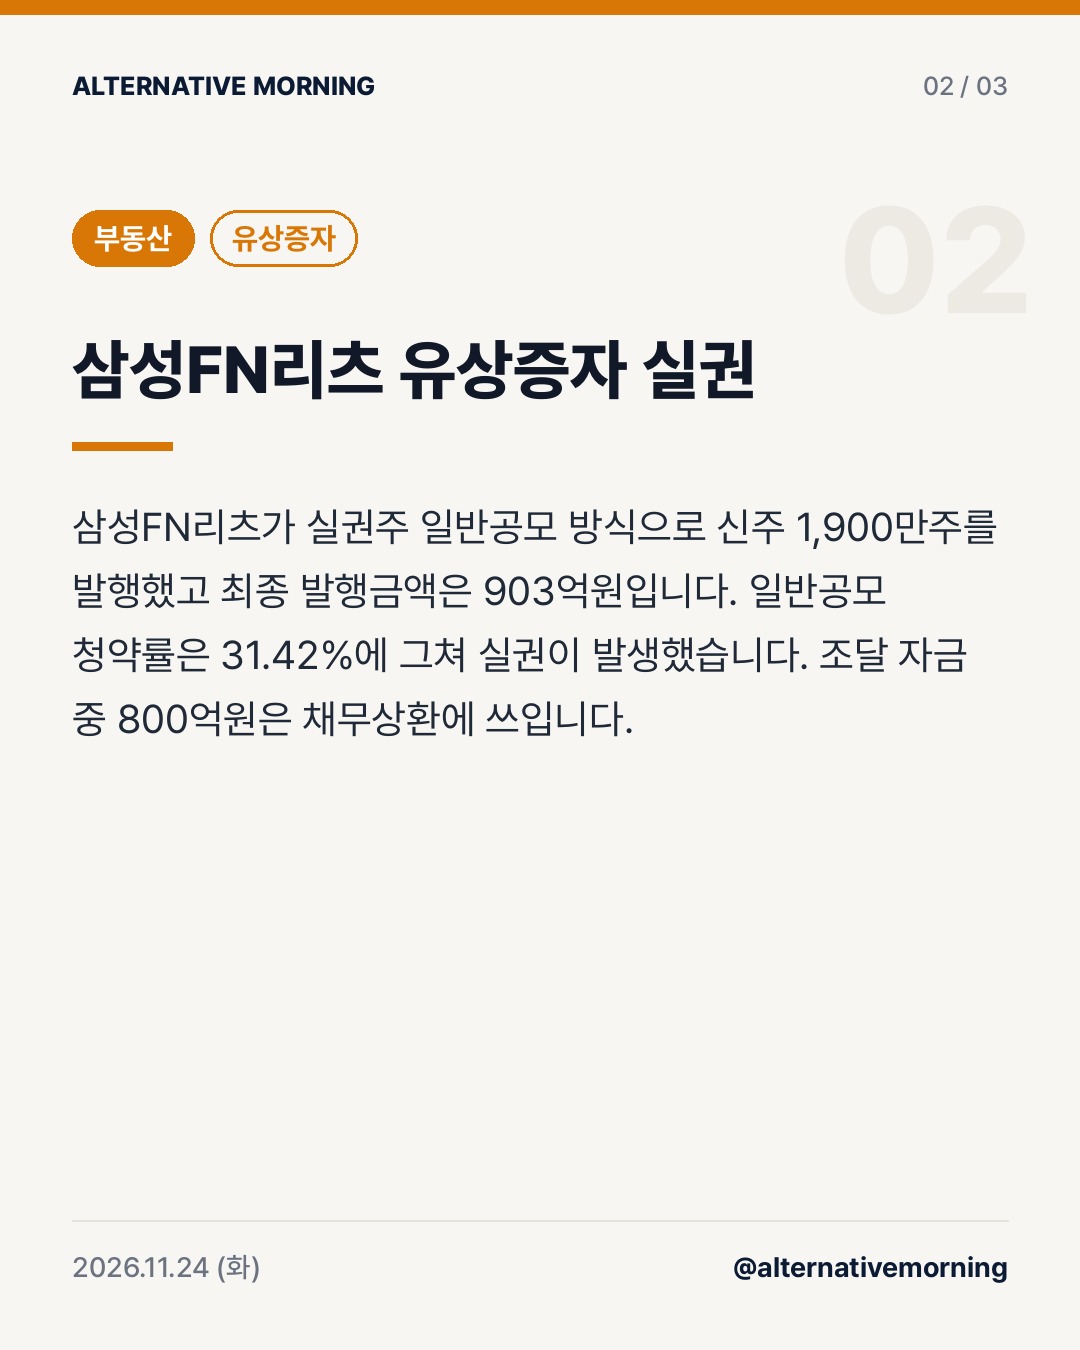 ALTERNATIVE MORNING
02 / 03
부동산
유상증자
02
삼성FN리츠 유상증자 실권
삼성FN리츠가 실권주 일반공모 방식으로 신주 1,900만주를
발행했고 최종 발행금액은 903억원입니다. 일반공모
청약률은 31.42%에 그쳐 실권이 발생했습니다. 조달 자금
중 800억원은 채무상환에 쓰입니다.
2026.11.24 (화)
@alternativemorning